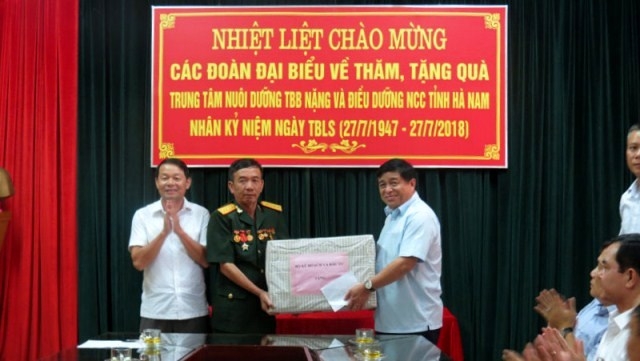 NHIỆT LIỆT CHÀO MỪNG
CÁC ĐOÀN ĐẠI BIỂU VỀ THĂM, TẶNG QUÀ
TRUNG TÂM NUÔI DƯỠNG TBB NẶNG VÀ ĐIỀU DƯỠNG NCC TỈNH HÀ NAM
NHÂN KỶ NIỆM NGÀY TBLS (27/7/1947 - 27/7/2018)